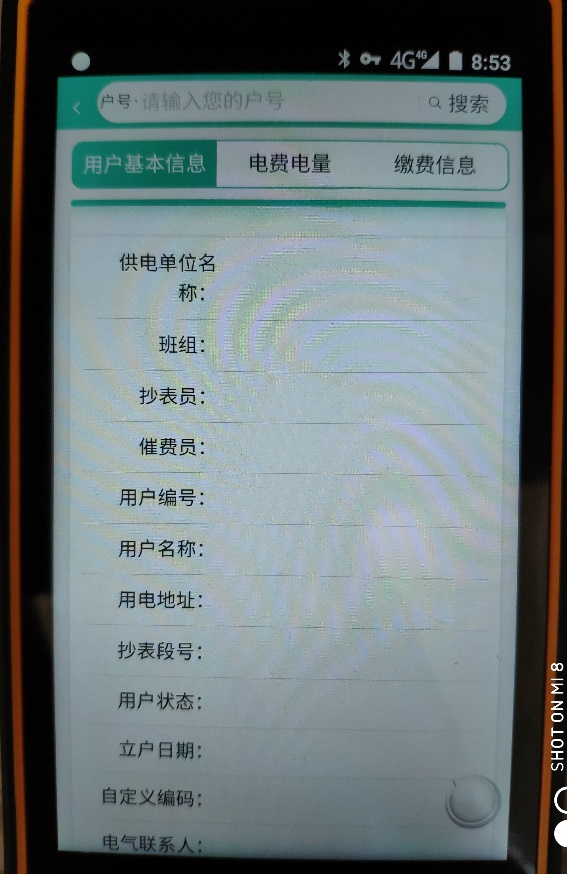 4G 4G 8:53
户号· 请输入您的户号 搜索
用户基本信息 电费电量 缴费信息
供电单位名
称：
班组：
抄表员：
催费员：
用户编号：
用户名称：
用电地址：
抄表段号：
用户状态：
立户日期：
自定义编码：
电气联系人：
SHOT ON MI 8